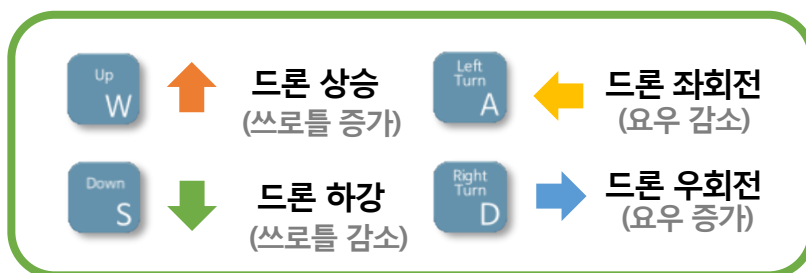 Up
W
드론 상승
(쓰로틀 증가)
Left
Turn
A
드론 좌회전
(요우 감소)
Down
S
드론 하강
(쓰로틀 감소)
Right
Turn
D
드론 우회전
(요우 증가)